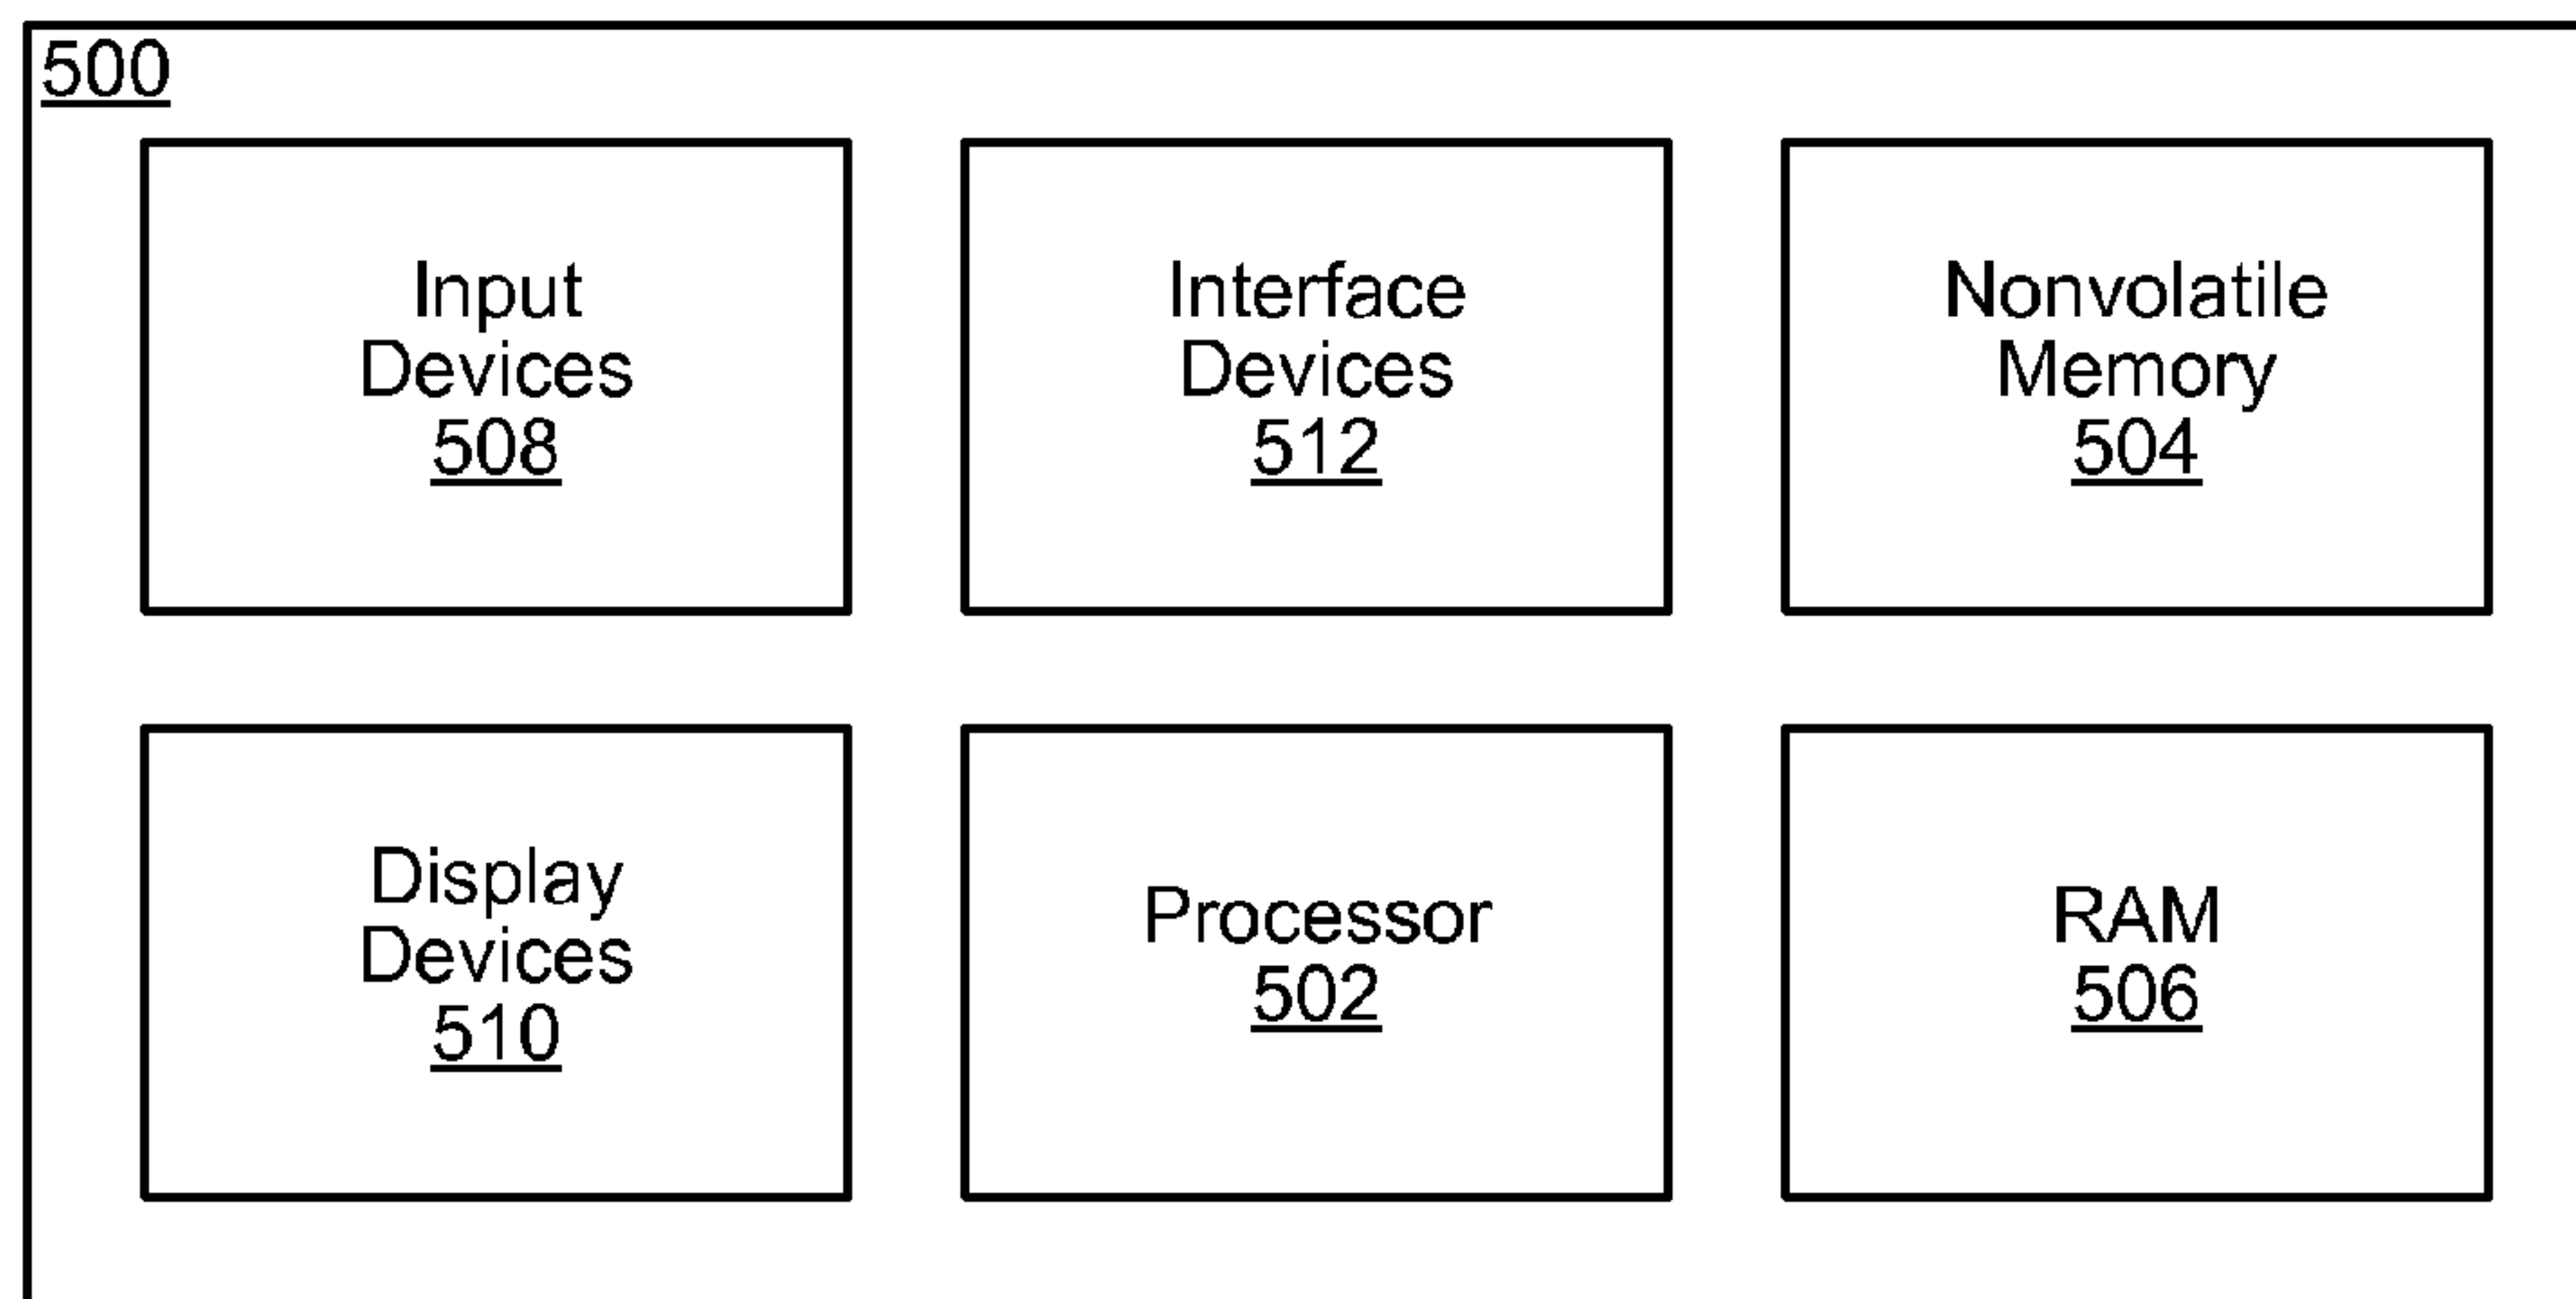 500
Input
Devices
508
Interface
Devices
512
Nonvolatile
Memory
504
Display
Devices
510
Processor
502
RAM
506